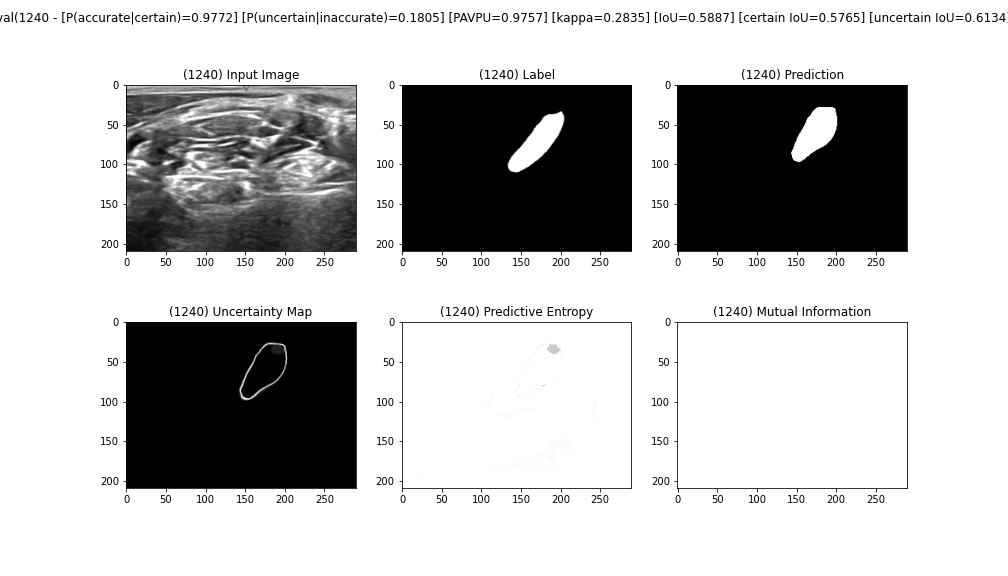 val(1240 - [P(accurate|certain)=0.9772] [P(uncertain|inaccurate)=0.1805] [PAVPU=0.9757] [kappa=0.2835] [IoU=0.5887] [certain IoU=0.5765] [uncertain IoU=0.6134]
(1240) Input Image
0
50
100
150
200
0 50 100 150 200 250
(1240) Label
0
50
100
150
200
0 50 100 150 200 250
(1240) Prediction
0
50
100
150
200
0 50 100 150 200 250
(1240) Uncertainty Map
0
50
100
150
200
0 50 100 150 200 250
(1240) Predictive Entropy
0
50
100
150
200
0 50 100 150 200 250
(1240) Mutual Information
0
50
100
150
200
0 50 100 150 200 250